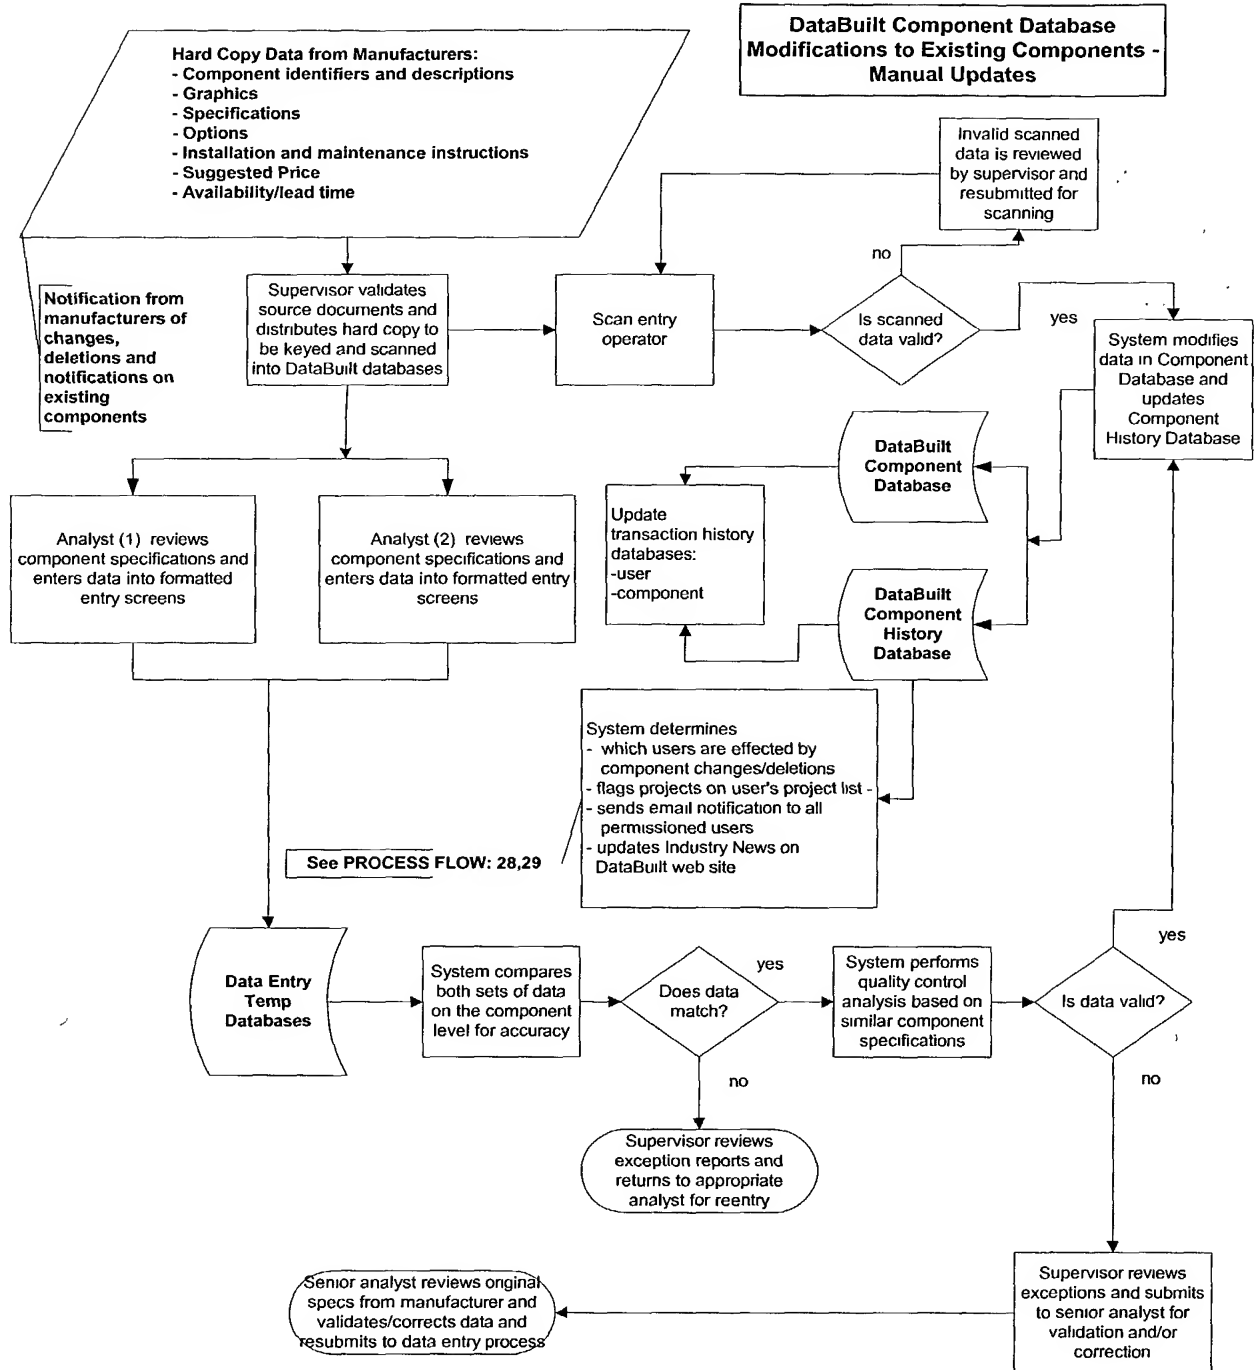 DataBuilt Component Database
Modifications to Existing Components -
Manual Updates
Hard Copy Data from Manufacturers:
- Component identifiers and descriptions
- Graphics
- Specifications
- Options
- Installation and maintenance instructions
- Suggested Price
- Availability/lead time
Invalid scanned
data is reviewed
by supervisor and
resubmitted for
scanning
no
Notification from
manufacturers of
changes,
deletions and
notifications on
existing
components
Supervisor validates
source documents and
distributes hard copy to
be keyed and scanned
into DataBuilt databases
Scan entry
operator
Is scanned
data valid?
yes
System modifies
data in Component
Database and
updates
Component
History Database
DataBuilt
Component
Database
Update
transaction history
databases:
-user
-component
DataBuilt
Component
History
Database
Analyst (1) reviews
component specifications and
enters data into formatted
entry screens
Analyst (2) reviews
component specifications and
enters data into formatted entry
screens
System determines
- which users are effected by
component changes/deletions
- flags projects on user's project list -
- sends email notification to all
permissioned users
- updates Industry News on
DataBuilt web site
See PROCESS FLOW: 28,29
Data Entry
Temp
Databases
System compares
both sets of data
on the component
level for accuracy
Does data
match?
yes
System performs
quality control
analysis based on
similar component
specifications
Is data valid?
yes
no
no
Supervisor reviews
exception reports and
returns to appropriate
analyst for reentry
Senior analyst reviews original
specs from manufacturer and
validates/corrects data and
resubmits to data entry process
Supervisor reviews
exceptions and submits
to senior analyst for
validation and/or
correction